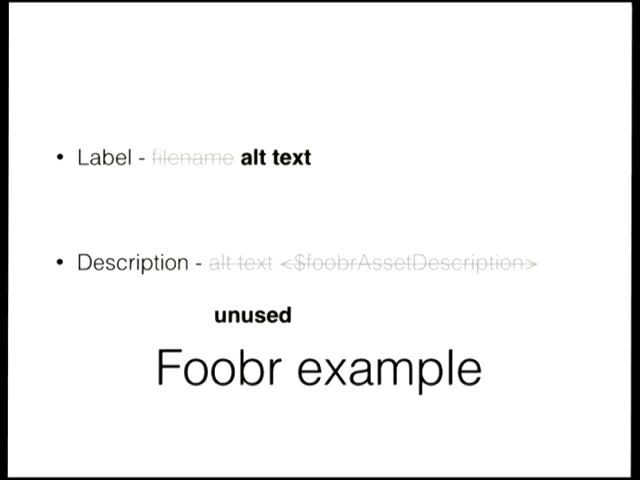 • Label - filename alt text
• Description - alt text <$foobrAssetDescription>
unused
Foobr example